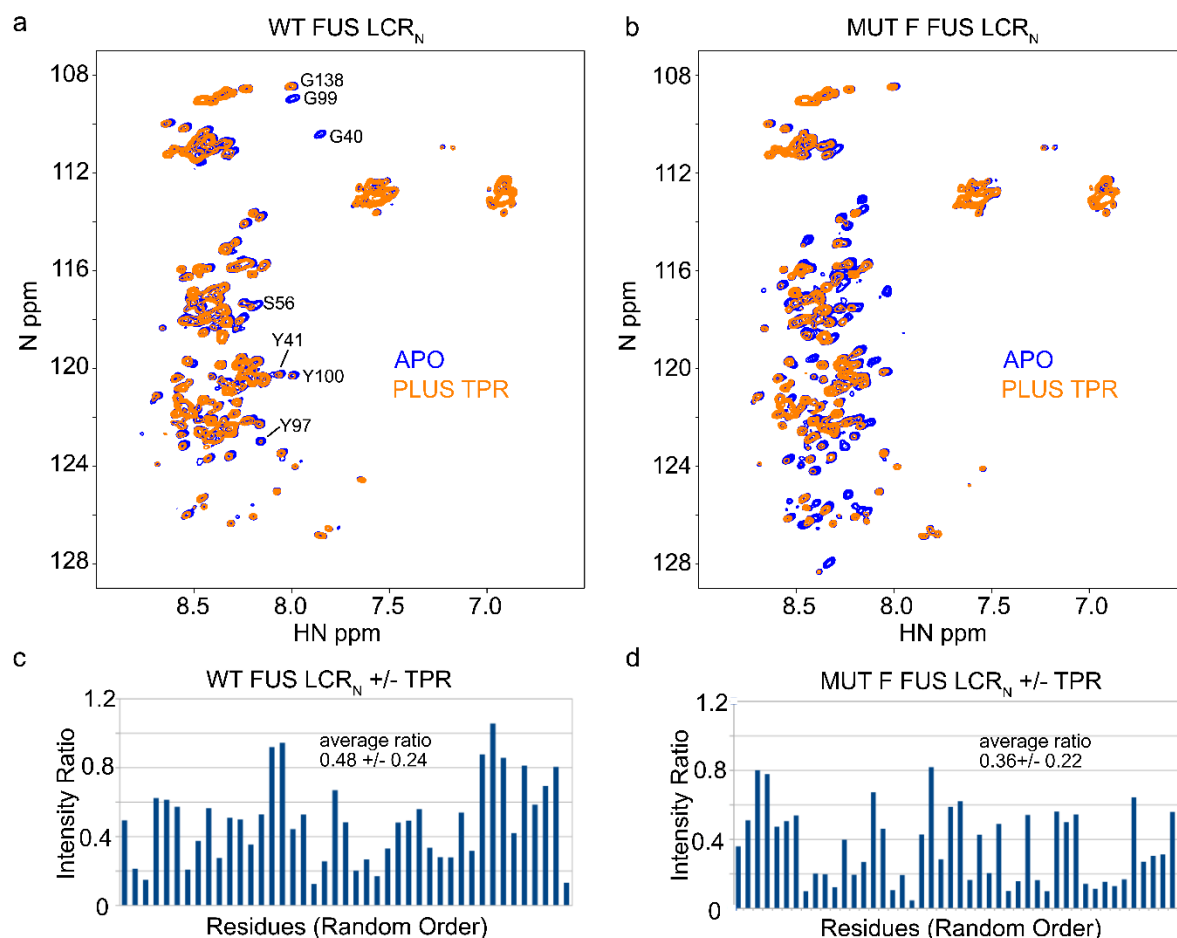 a
WT FUS LCR_N
108
112
116
120
124
128
N ppm
G138
G99
G40
S56
Y41
Y100
Y97
APO
PLUS TPR
8.5 8.0 7.5 7.0
HN ppm
b
MUT F FUS LCR_N
108
112
116
120
124
128
N ppm
APO
PLUS TPR
8.5 8.0 7.5 7.0
HN ppm
c
WT FUS LCR_N +/- TPR
1.2
0.8
0.4
0
Intensity Ratio
average ratio
0.48 +/- 0.24
Residues (Random Order)
d
MUT F FUS LCR_N +/- TPR
1.2
0.8
0.4
0
Intensity Ratio
average ratio
0.36+/- 0.22
Residues (Random Order)